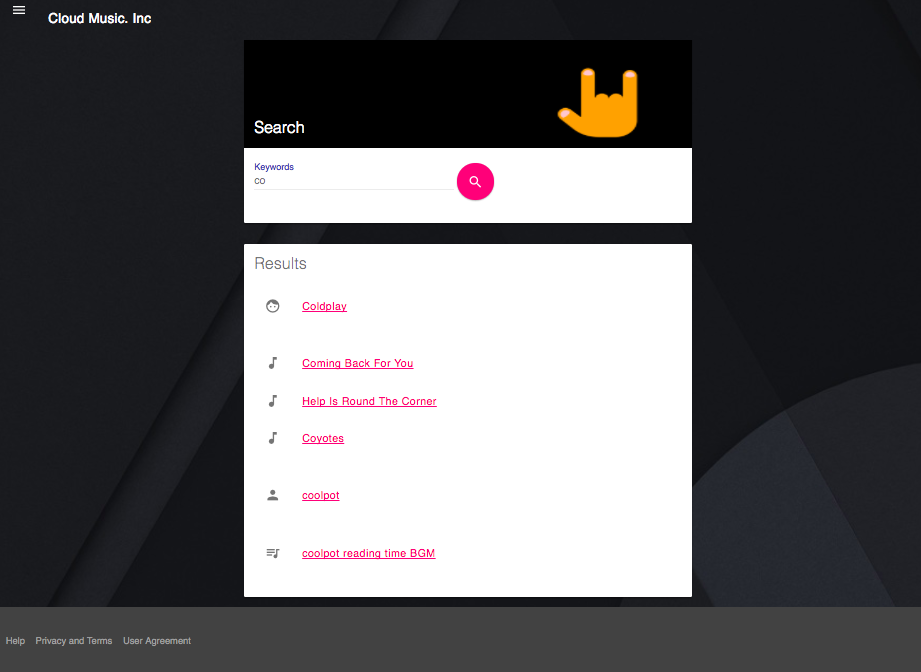 Cloud Music. Inc
Search
Keywords
co
Results
Coldplay
Coming Back For You
Help Is Round The Corner
Coyotes
coolpot
coolpot reading time BGM
Help Privacy and Terms User Agreement